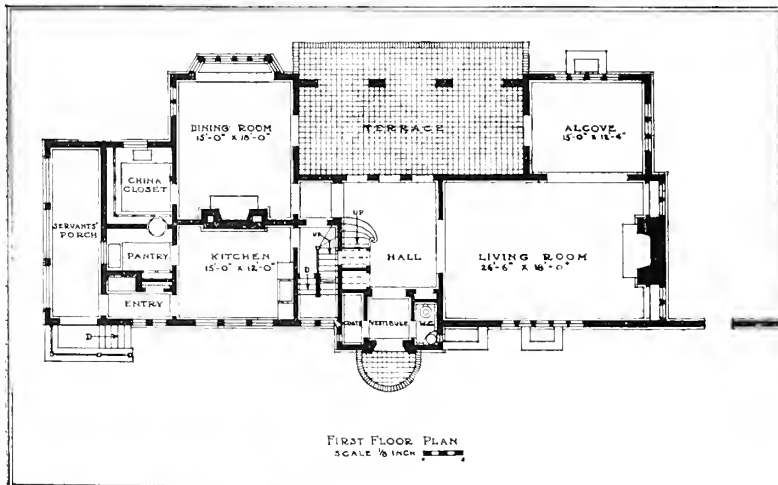 DINING ROOM
15'-0" X 18'-0"
TERRACE
ALCOVE
15'-0" X 12'-4"
CHINA
CLOSET
SERVANTS'
PORCH
UP
PANTRY
KITCHEN
15'-0" X 12'-0"
D
HALL
LIVING ROOM
26'-6" X 18'-0"
ENTRY
COATS
VESTIBULE
W.C.
D
FIRST FLOOR PLAN
SCALE 1/8 INCH